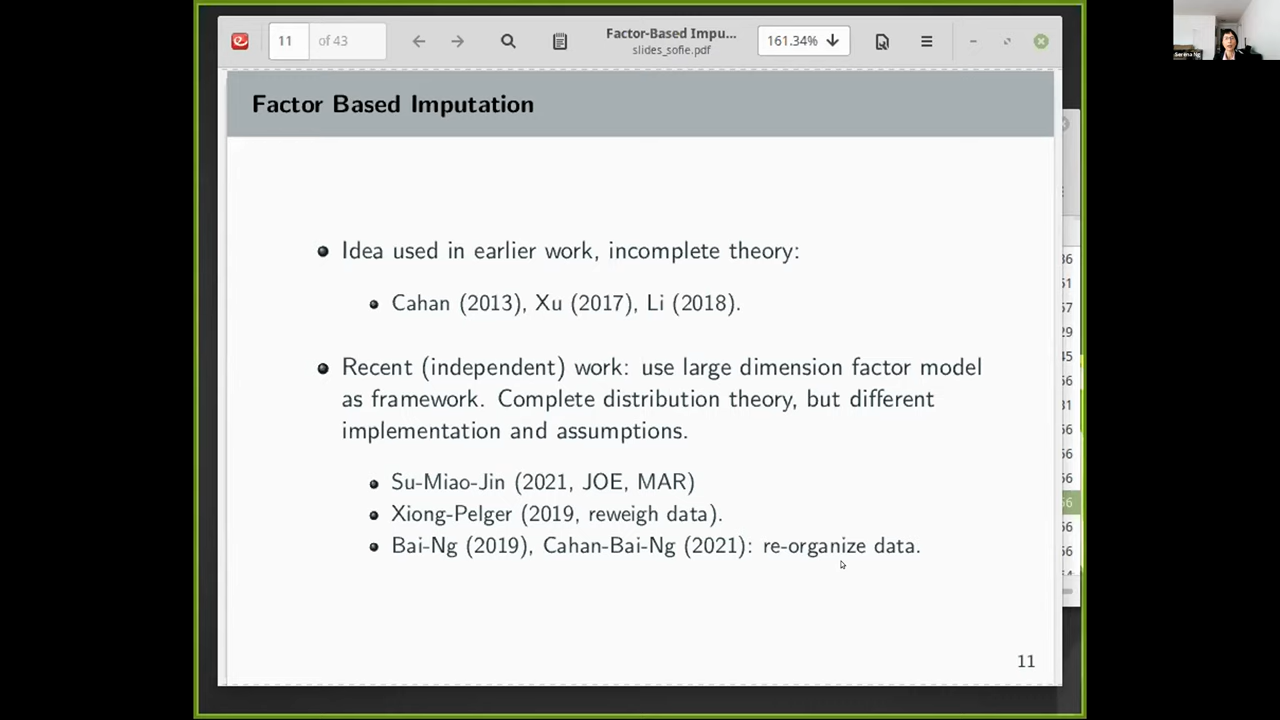 11
of 43
Factor-Based Impu...
slides_sofie.pdf
161.34%
Serena Ng
Factor Based Imputation
Idea used in earlier work, incomplete theory:
Cahan (2013), Xu (2017), Li (2018).
Recent (independent) work: use large dimension factor model
as framework. Complete distribution theory, but different
implementation and assumptions.
Su-Miao-Jin (2021, JOE, MAR)
Xiong-Pelger (2019, reweigh data).
Bai-Ng (2019), Cahan-Bai-Ng (2021): re-organize data.
11